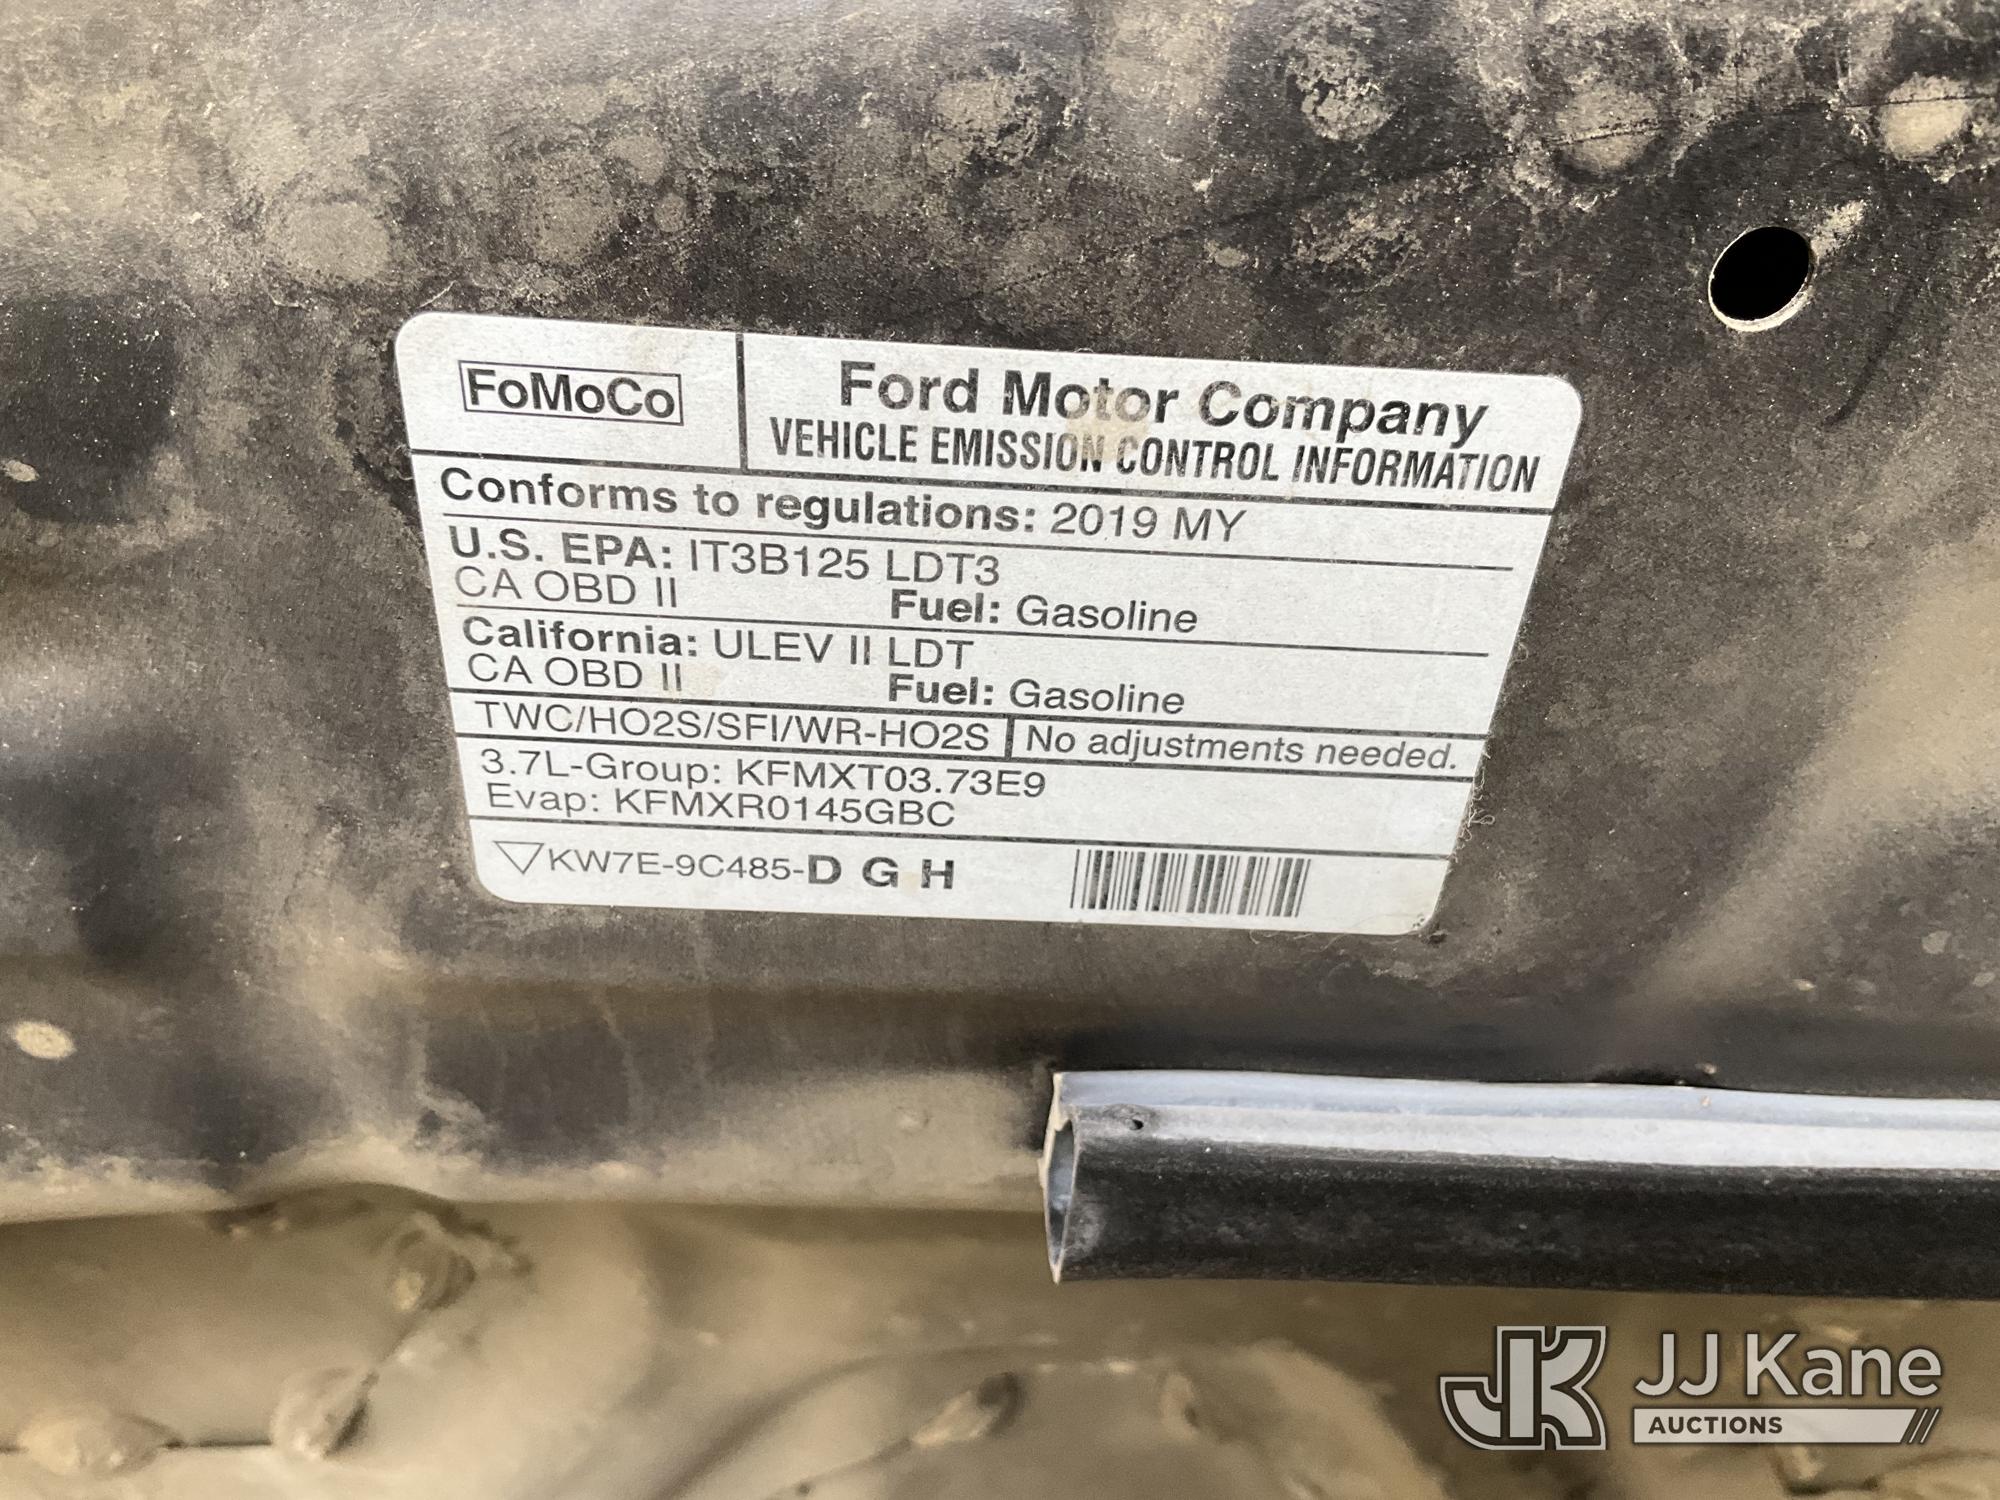 FoMoCo
Ford Motor Company
VEHICLE EMISSION CONTROL INFORMATION
Conforms to regulations: 2019 MY
U.S. EPA: IT3B125 LDT3
CA OBD II Fuel: Gasoline
California: ULEV II LDT
CA OBD II Fuel: Gasoline
TWC/HO2S/SFI/WR-HO2S No adjustments needed.
3.7L-Group: KFMXT03.73E9
Evap: KFMXR0145GBC
KW7E-9C485-D G H
JK JJ Kane
AUCTIONS